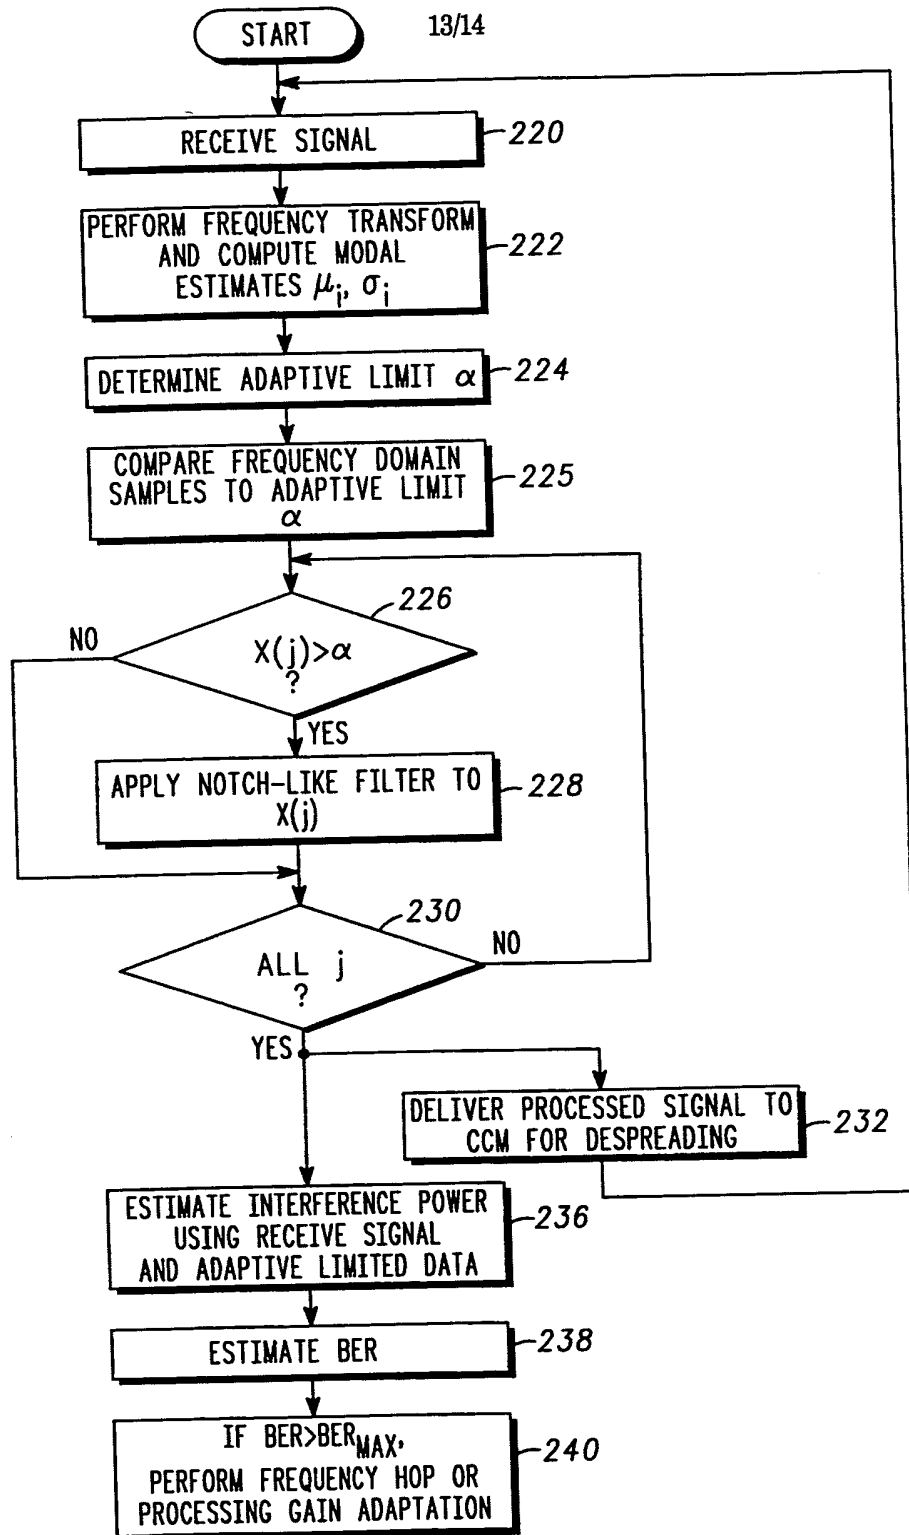 13/14
START
RECEIVE SIGNAL
220
PERFORM FREQUENCY TRANSFORM
AND COMPUTE MODAL
ESTIMATES μi, σi
222
DETERMINE ADAPTIVE LIMIT α
224
COMPARE FREQUENCY DOMAIN
SAMPLES TO ADAPTIVE LIMIT
α
225
226
NO
X(j)>α
?
YES
APPLY NOTCH-LIKE FILTER TO
X(j)
228
230
NO
ALL j
?
YES
DELIVER PROCESSED SIGNAL TO
CCM FOR DESPREADING
232
ESTIMATE INTERFERENCE POWER
USING RECEIVE SIGNAL
AND ADAPTIVE LIMITED DATA
236
ESTIMATE BER
238
IF BER>BERMAX,
PERFORM FREQUENCY HOP OR
PROCESSING GAIN ADAPTATION
240